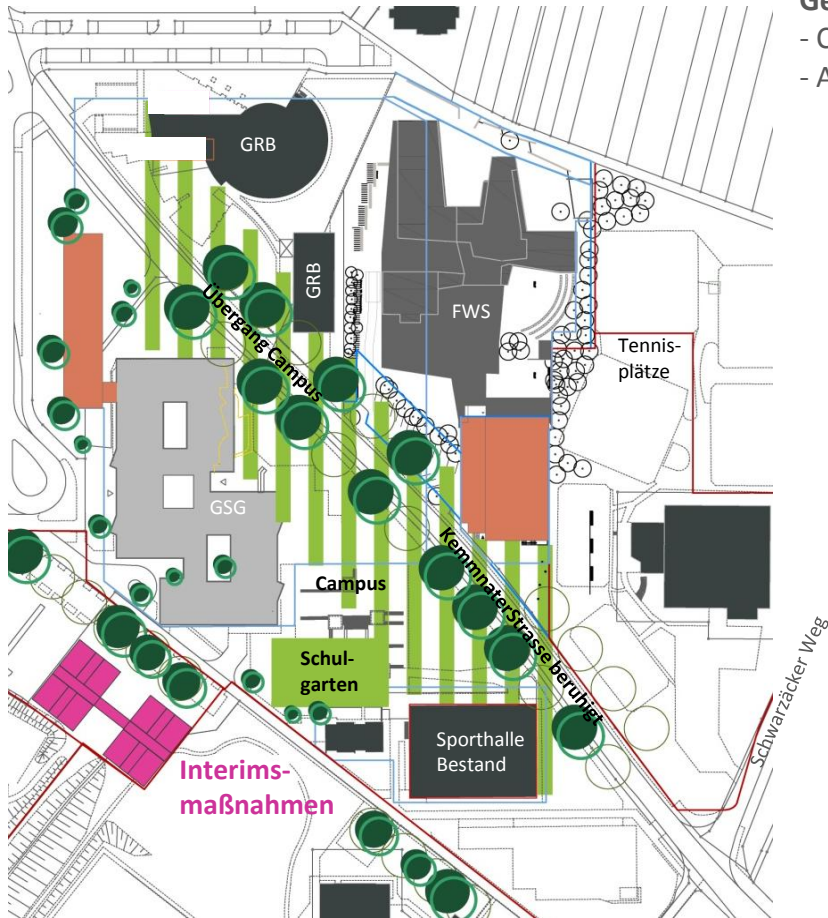 Ge
- C
- A
GRB
GRB
FWS
Übergang Campus
Tennis-
plätze
GSG
Kemmnater Strasse beruhigt
Campus
Schul-
garten
Schwarzäcker Weg
Sporthalle
Bestand
Interims-
maßnahmen